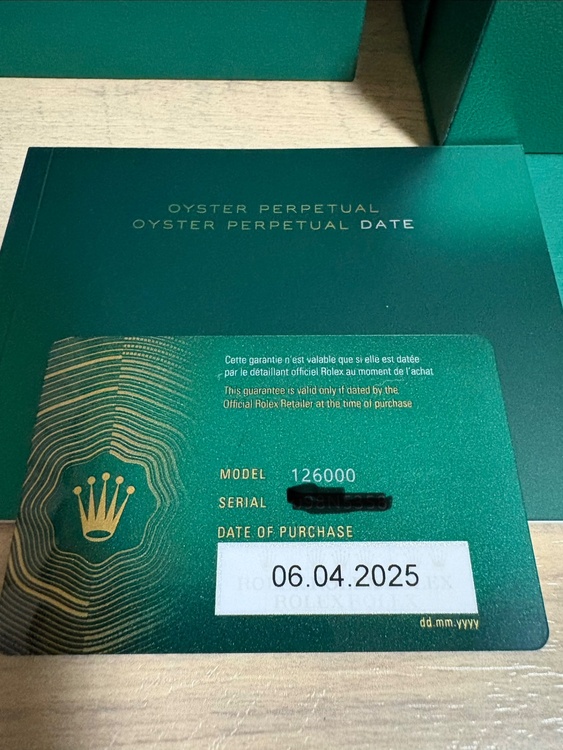 OYSTER PERPETUAL
OYSTER PERPETUAL DATE
Cette garantie n'est valable que si elle est datée
par le détaillant officiel Rolex au moment de l'achat
This guarantee is valid only if dated by the
Official Rolex Retailer at the time of purchase
MODEL 126000
SERIAL
DATE OF PURCHASE
06.04.2025
ROLEX ROLEX
dd.mm.yyyy